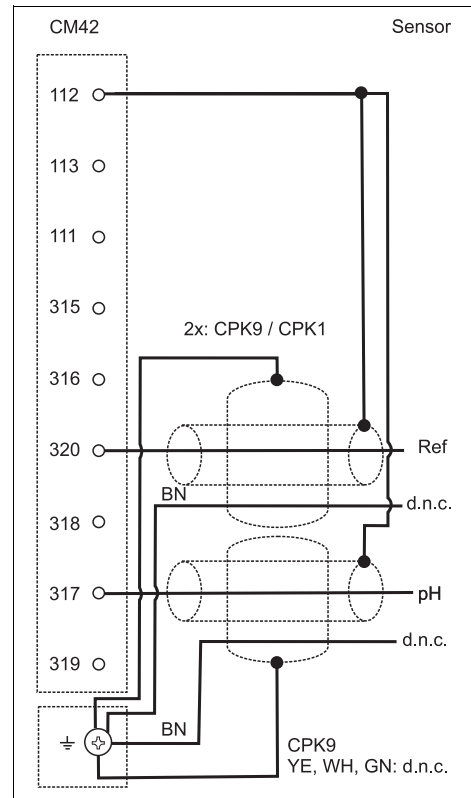 CM42 Sensor
112
113
111
315
2x: CPK9 / CPK1
316
320 Ref
BN
d.n.c.
318
317 pH
d.n.c.
319
BN
CPK9
YE, WH, GN: d.n.c.